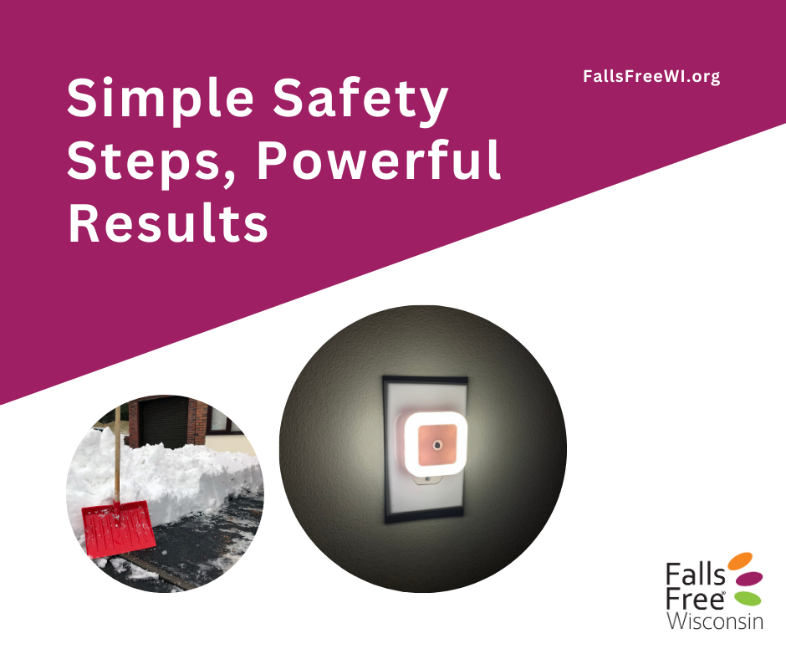 Simple Safety
Steps, Powerful
Results
FallsFreeWI.org
Falls
Free®
Wisconsin